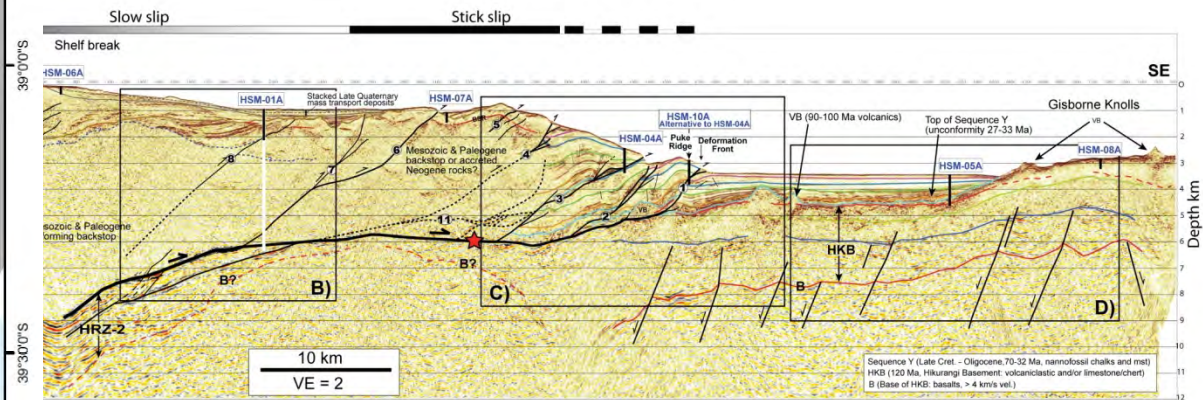 Slow slip
Stick slip
39°0'0"S
39°30'0"S
Shelf break
SE
HSM-06A
HSM-01A
Stacked Late Quaternary
mass transport deposits
HSM-07A
HSM-10A
Alternative to HSM-04A
Puke
Ridge
Deformation
Front
HSM-04A
VB (90-100 Ma volcanics)
Top of Sequence Y
(unconformity 27-33 Ma)
Gisborne Knolls
VB
HSM-05A
HSM-08A
BSR
Mesozoic & Paleogene
backstop or accreted
Neogene rocks?
8
7
6
5
4
3
2
1
11
VB
Mesozoic & Paleogene
forming backstop
B?
B?
HRZ-2
HKB
B
B)
C)
D)
10 km
VE = 2
Sequence Y (Late Cret. - Oligocene,70-32 Ma, nannofossil chalks and mst)
HKB (120 Ma, Hikurangi Basement: volcaniclastic and/or limestone/chert)
B (Base of HKB: basalts, > 4 km/s vel.)
0
1
2
3
4
5
6
7
8
9
10
11
12
Depth km